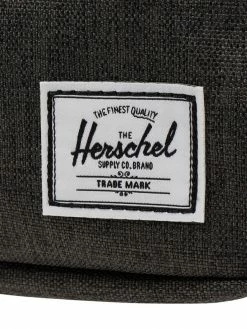 THE FINEST QUALITY
THE
Herschel
SUPPLY CO. BRAND
TRADE MARK